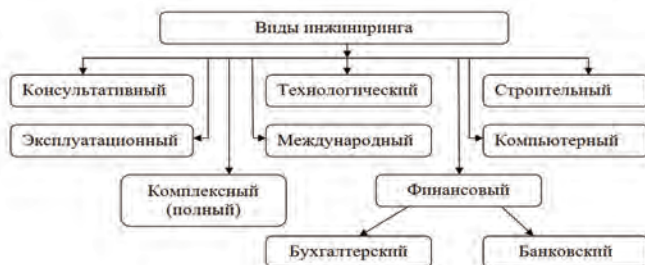 Виды инжиниринга
Консультативный
Технологический
Строительный
Эксплуатационный
Международный
Компьютерный
Комплексный
(полный)
Финансовый
Бухгалтерский
Банковский